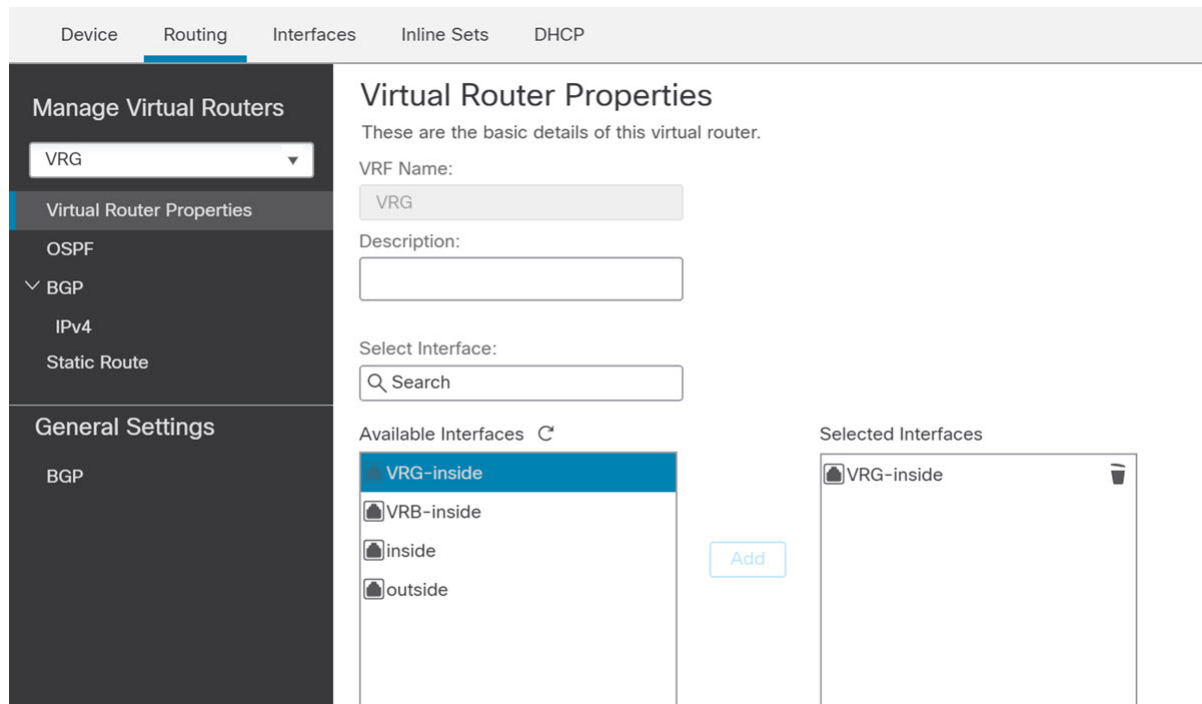 Device Routing Interfaces Inline Sets DHCP
Manage Virtual Routers
VRG
Virtual Router Properties
OSPF
BGP
IPv4
Static Route
General Settings
BGP
Virtual Router Properties
These are the basic details of this virtual router.
VRF Name:
VRG
Description:
Select Interface:
Search
Available Interfaces
VRG-inside
VRB-inside
inside
outside
Add
Selected Interfaces
VRG-inside